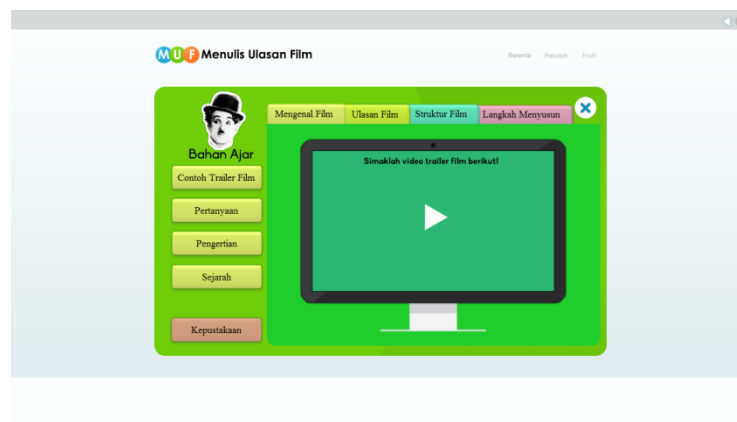 MUF Menulis Ulasan Film
Beranda Petunjuk Profil
Mengenal Film
Ulasan Film
Struktur Film
Langkah Menyusun
Bahan Ajar
Contoh Trailer Film
Pertanyaan
Pengertian
Sejarah
Kepustakaan
Simaklah video trailer film berikut!